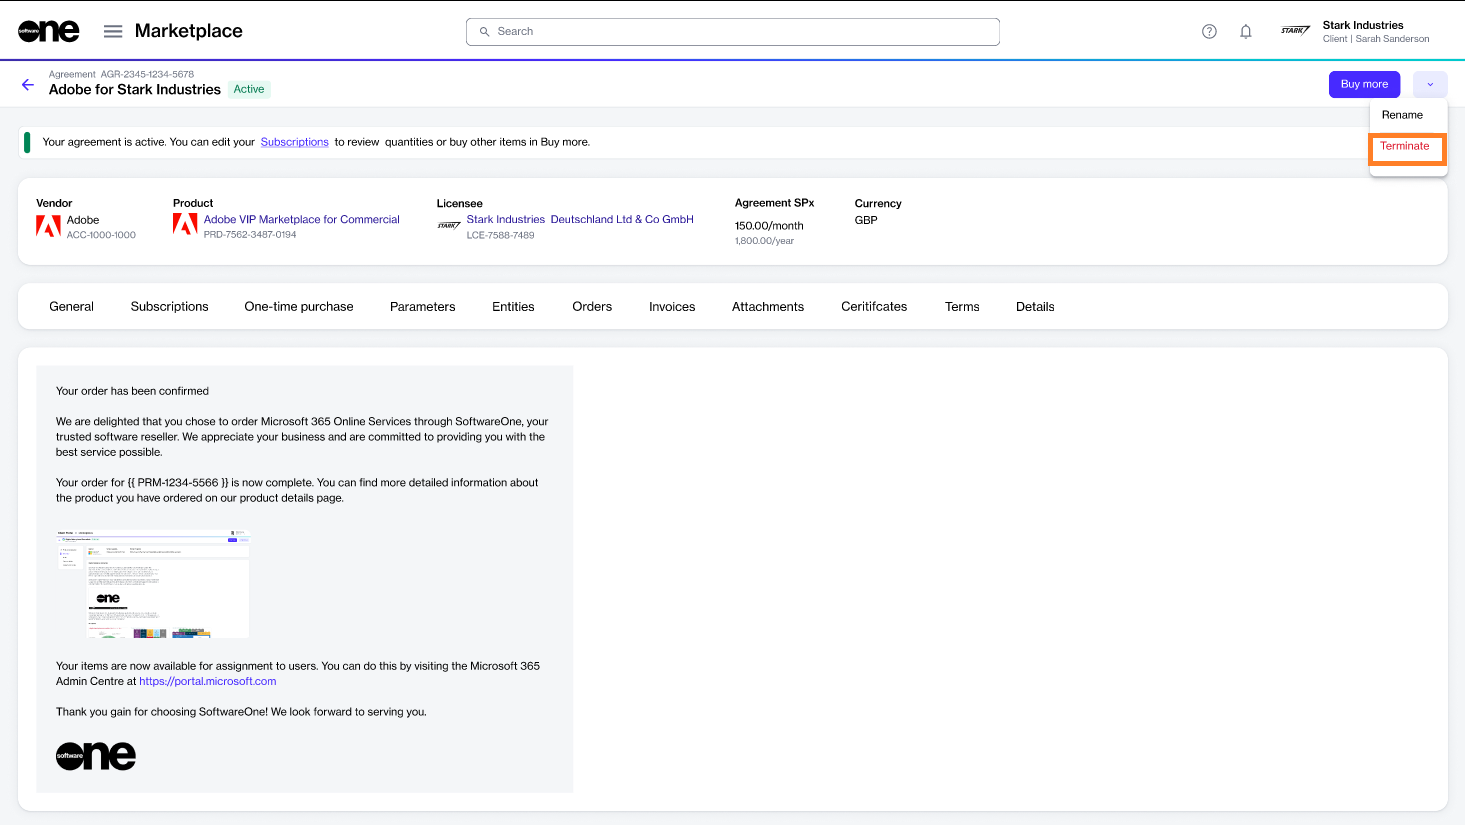 software one
Marketplace
Search
?
STARK
Stark Industries
Client | Sarah Sanderson
Agreement AGR-2345-1234-5678
Adobe for Stark Industries
Active
Buy more
Rename
Terminate
Your agreement is active. You can edit your Subscriptions to review quantities or buy other items in Buy more.
Vendor
Adobe
ACC-1000-1000
Product
Adobe VIP Marketplace for Commercial
PRD-7562-3487-0194
Licensee
STARK
Stark Industries Deutschland Ltd & Co GmbH
LCE-7588-7489
Agreement SPx
150.00/month
1,800.00/year
Currency
GBP
General Subscriptions One-time purchase Parameters Entities Orders Invoices Attachments Ceritifcates Terms Details
Your order has been confirmed
We are delighted that you chose to order Microsoft 365 Online Services through SoftwareOne, your
trusted software reseller. We appreciate your business and are committed to providing you with the
best service possible.
Your order for {{ PRM-1234-5566 }} is now complete. You can find more detailed information about
the product you have ordered on our product details page.
one
Your items are now available for assignment to users. You can do this by visiting the Microsoft 365
Admin Centre at https://portal.microsoft.com
Thank you gain for choosing SoftwareOne! We look forward to serving you.
software one